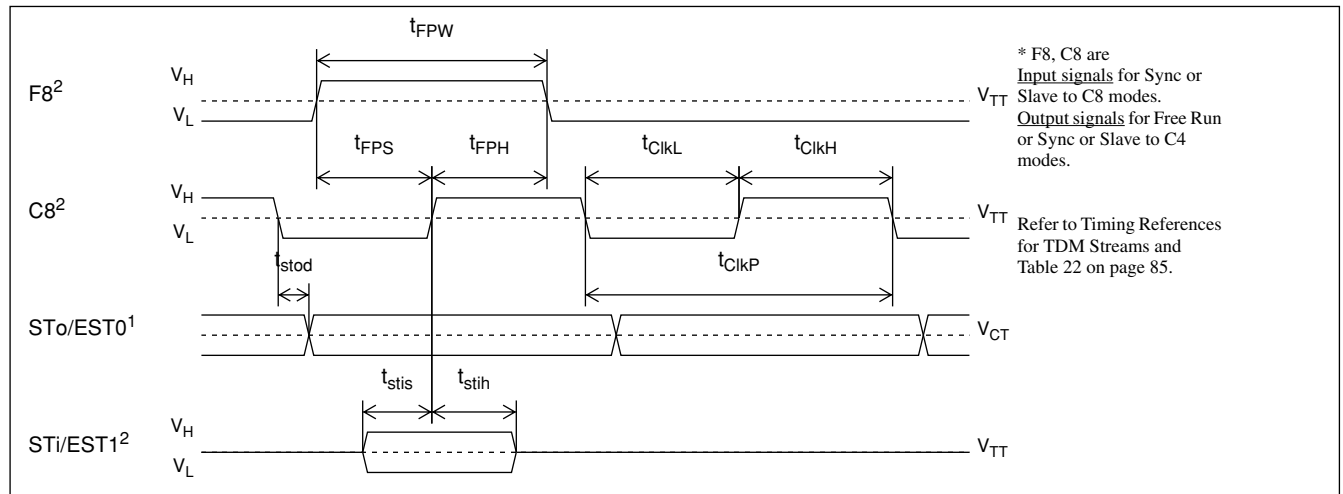 tFPW
F8²
VH
VL
VTT
* F8, C8 are
Input signals for Sync or
Slave to C8 modes.
Output signals for Free Run
or Sync or Slave to C4
modes.
tFPS
tFPH
tClkL
tClkH
C8²
VH
VL
VTT
Refer to Timing References
for TDM Streams and
Table 22 on page 85.
tstod
tClkP
STo/EST0¹
VCT
tstis
tstih
STi/EST1²
VH
VL
VTT